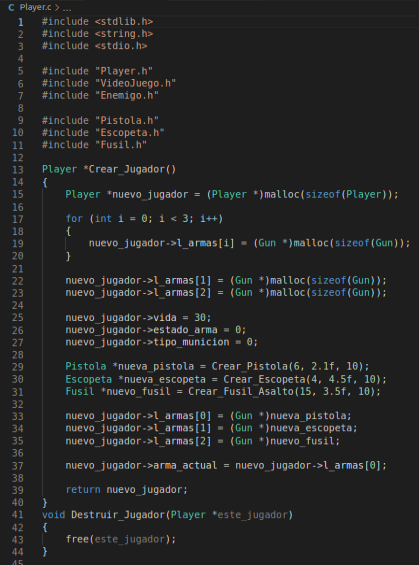 C Player.c > ...
1 #include <stdlib.h>
2 #include <string.h>
3 #include <stdio.h>
4
5 #include "Player.h"
6 #include "VideoJuego.h"
7 #include "Enemigo.h"
8
9 #include "Pistola.h"
10 #include "Escopeta.h"
11 #include "Fusil.h"
12
13 Player *Crear_Jugador()
14 {
15 Player *nuevo_jugador = (Player *)malloc(sizeof(Player));
16
17 for (int i = 0; i < 3; i++)
18 {
19 nuevo_jugador->l_armas[i] = (Gun *)malloc(sizeof(Gun));
20 }
21
22 nuevo_jugador->l_armas[1] = (Gun *)malloc(sizeof(Gun));
23 nuevo_jugador->l_armas[2] = (Gun *)malloc(sizeof(Gun));
24
25 nuevo_jugador->vida = 30;
26 nuevo_jugador->estado_arma = 0;
27 nuevo_jugador->tipo_municion = 0;
28
29 Pistola *nueva_pistola = Crear_Pistola(6, 2.1f, 10);
30 Escopeta *nueva_escopeta = Crear_Escopeta(4, 4.5f, 10);
31 Fusil *nuevo_fusil = Crear_Fusil_Asalto(15, 3.5f, 10);
32
33 nuevo_jugador->l_armas[0] = (Gun *)nueva_pistola;
34 nuevo_jugador->l_armas[1] = (Gun *)nueva_escopeta;
35 nuevo_jugador->l_armas[2] = (Gun *)nuevo_fusil;
36
37 nuevo_jugador->arma_actual = nuevo_jugador->l_armas[0];
38
39 return nuevo_jugador;
40 }
41 void Destruir_Jugador(Player *este_jugador)
42 {
43 free(este_jugador);
44 }
45